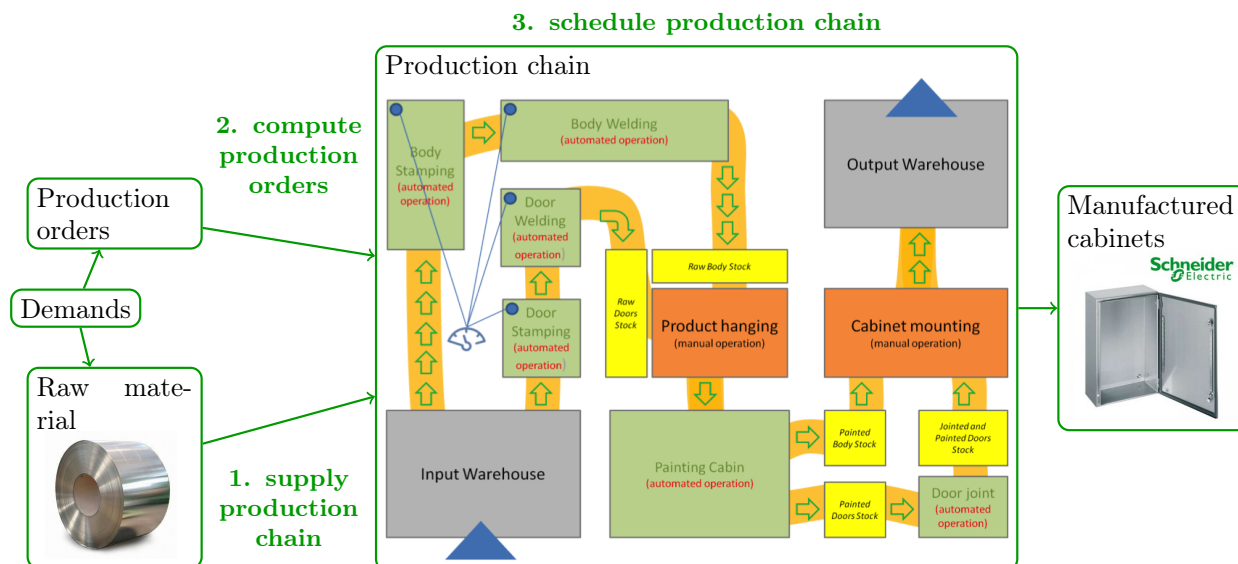 3. schedule production chain
Production chain
2. compute
production
orders
Body
Stamping
(automated
operation)
Body Welding
(automated operation)
Door
Welding
(automated
operation)
Door
Stamping
(automated
operation)
Raw
Doors
Stock
Raw Body Stock
Product hanging
(manual operation)
Output Warehouse
Cabinet mounting
(manual operation)
Input Warehouse
Painting Cabin
(automated operation)
Painted
Body Stock
Painted
Doors Stock
Jointed and
Painted Doors
Stock
Door joint
(automated
operation)
Production
orders
Demands
Raw mate-
rial
1. supply
production
chain
Manufactured
cabinets
Schneider
Electric